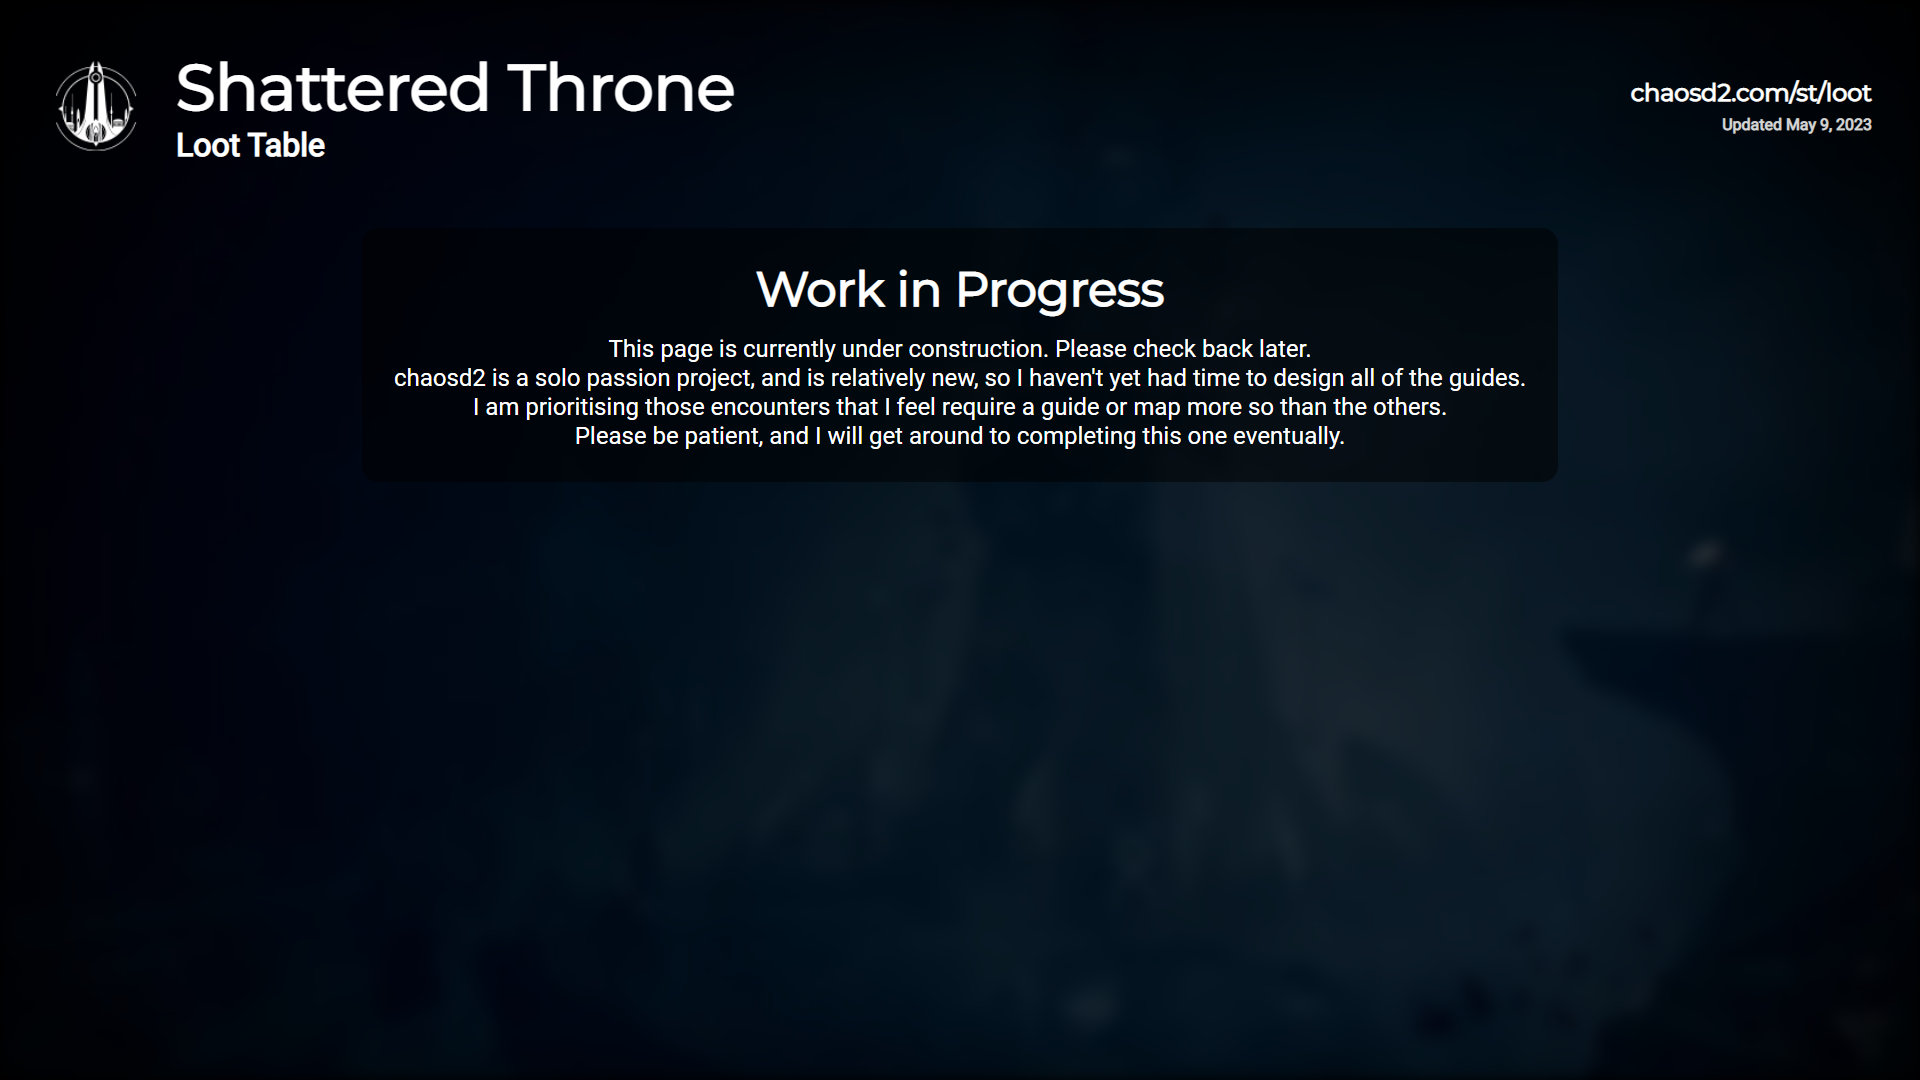 Shattered Throne
Loot Table
chaosd2.com/st/loot
Updated May 9, 2023
Work in Progress
This page is currently under construction. Please check back later.
chaosd2 is a solo passion project, and is relatively new, so I haven't yet had time to design all of the guides.
I am prioritising those encounters that I feel require a guide or map more so than the others.
Please be patient, and I will get around to completing this one eventually.